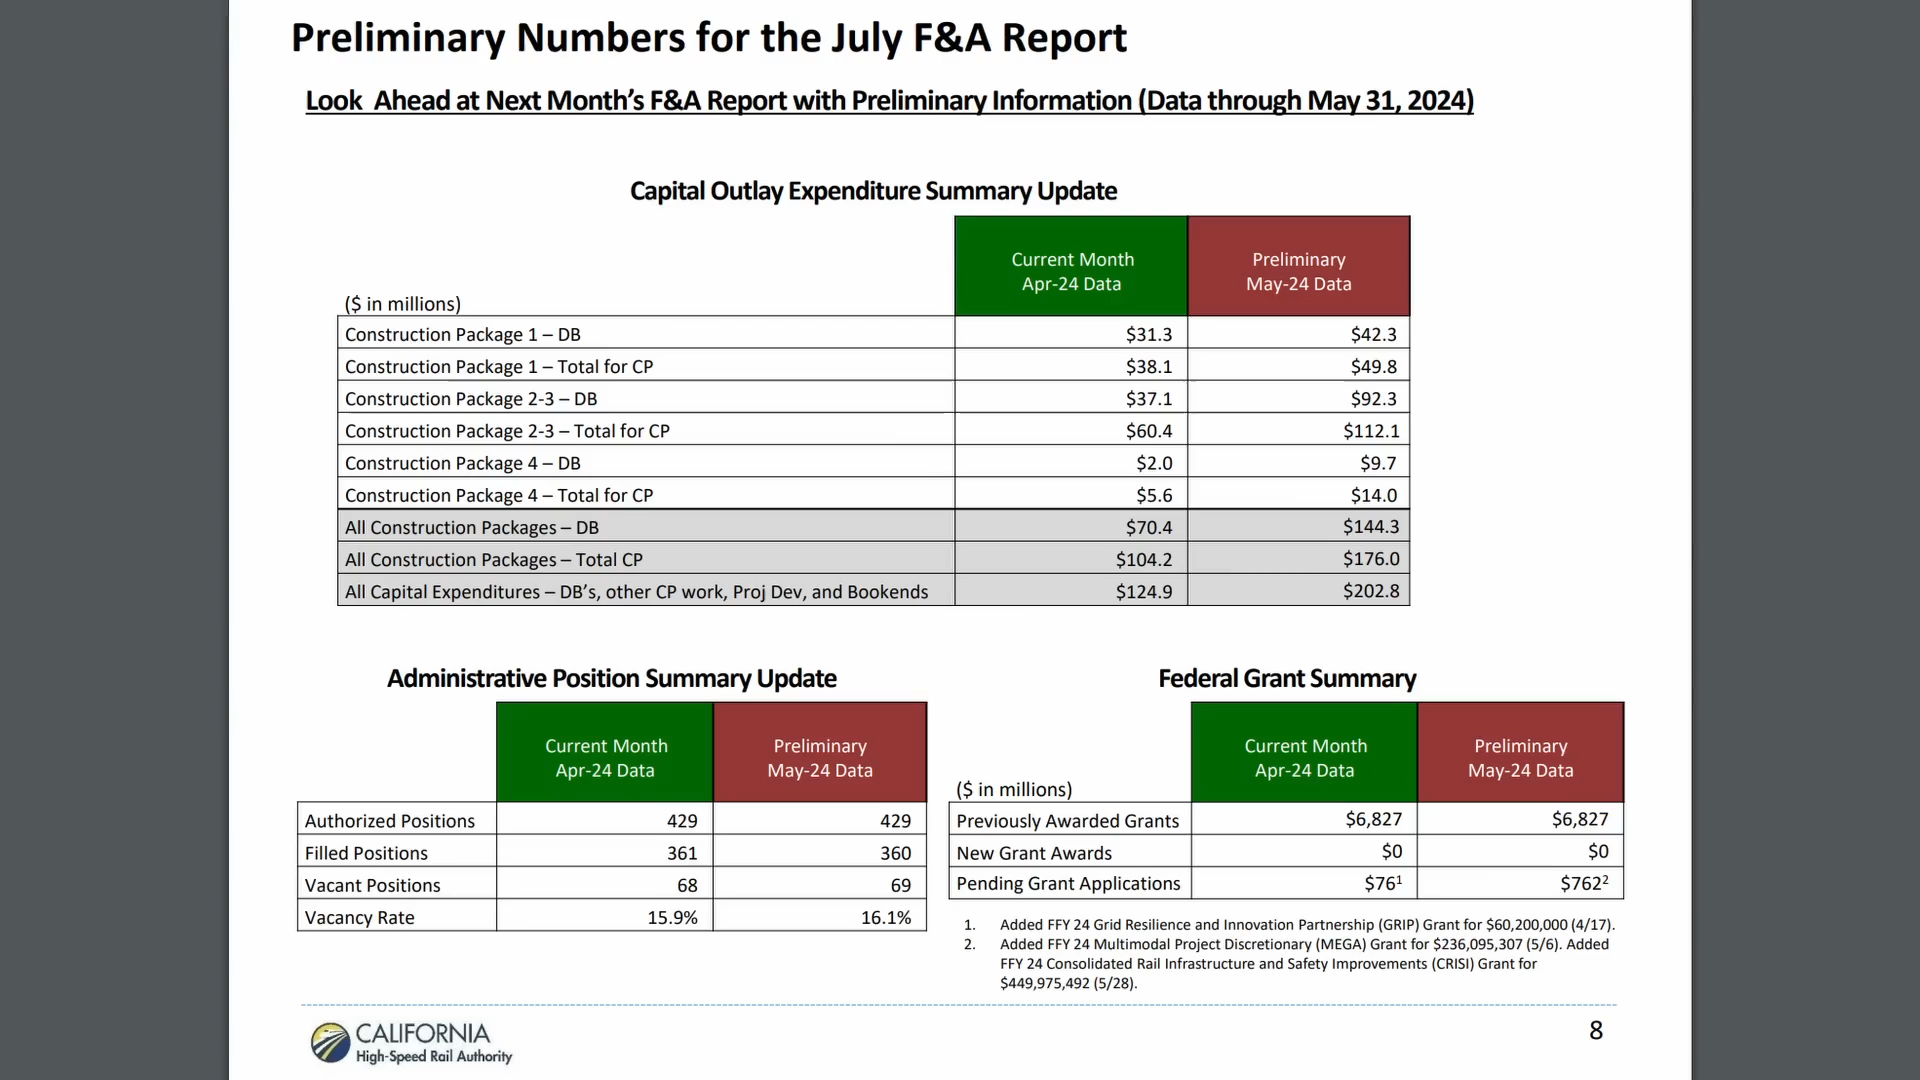 Preliminary Numbers for the July F&A Report
Look Ahead at Next Month's F&A Report with Preliminary Information (Data through May 31, 2024)
Capital Outlay Expenditure Summary Update
($ in millions) Current Month Apr-24 Data Preliminary May-24 Data
Construction Package 1 – DB $31.3 $42.3
Construction Package 1 – Total for CP $38.1 $49.8
Construction Package 2-3 – DB $37.1 $92.3
Construction Package 2-3 – Total for CP $60.4 $112.1
Construction Package 4 – DB $2.0 $9.7
Construction Package 4 – Total for CP $5.6 $14.0
All Construction Packages – DB $70.4 $144.3
All Construction Packages – Total CP $104.2 $176.0
All Capital Expenditures – DB's, other CP work, Proj Dev, and Bookends $124.9 $202.8
Administrative Position Summary Update
Current Month Apr-24 Data Preliminary May-24 Data
Authorized Positions 429 429
Filled Positions 361 360
Vacant Positions 68 69
Vacancy Rate 15.9% 16.1%
Federal Grant Summary
($ in millions) Current Month Apr-24 Data Preliminary May-24 Data
Previously Awarded Grants $6,827 $6,827
New Grant Awards $0 $0
Pending Grant Applications $76¹ $762²
1. Added FFY 24 Grid Resilience and Innovation Partnership (GRIP) Grant for $60,200,000 (4/17).
2. Added FFY 24 Multimodal Project Discretionary (MEGA) Grant for $236,095,307 (5/6). Added
FFY 24 Consolidated Rail Infrastructure and Safety Improvements (CRISI) Grant for
$449,975,492 (5/28).
CALIFORNIA
High-Speed Rail Authority
8